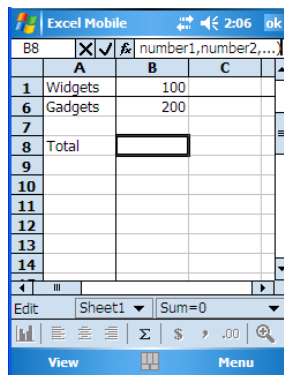 Excel Mobile 2:06 ok
B8 fx number1,number2,...)
A B C
1 Widgets 100
6 Gadgets 200
7
8 Total
9
10
11
12
13
14
Edit Sheet1 Sum=0
Σ $ , .00
View Menu